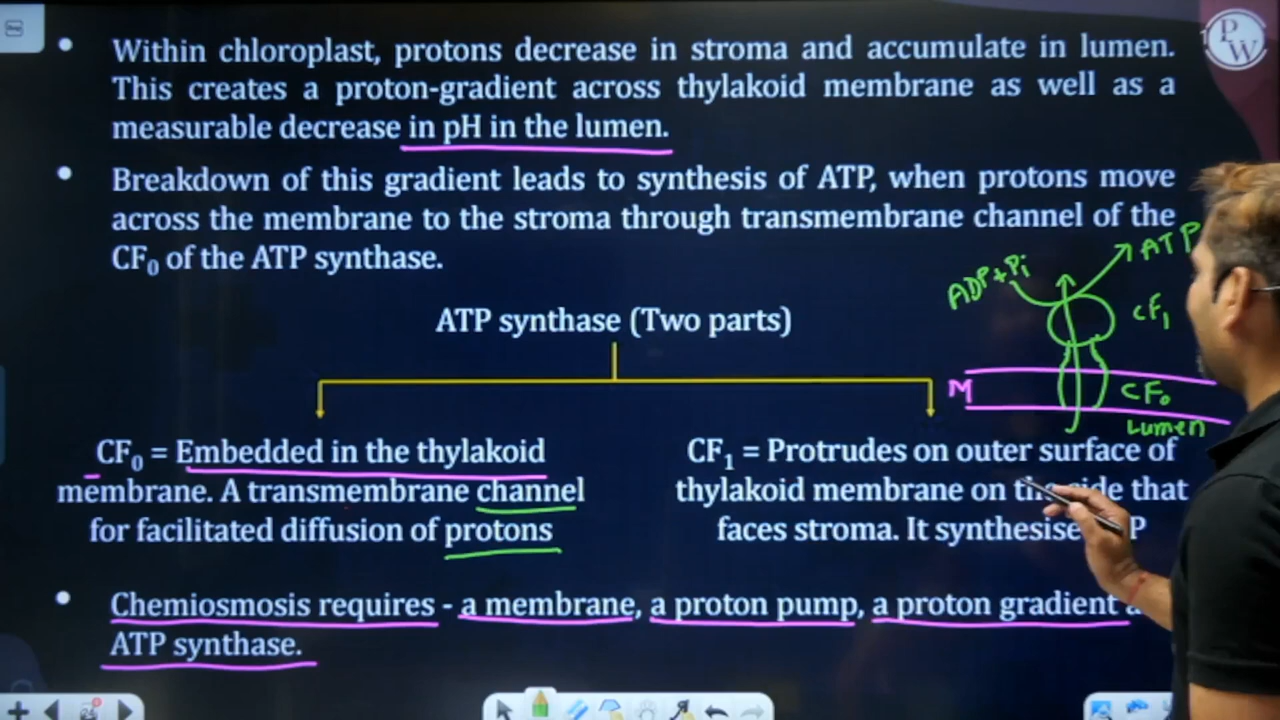 • Within chloroplast, protons decrease in stroma and accumulate in lumen.
This creates a proton-gradient across thylakoid membrane as well as a
measurable decrease in pH in the lumen.
• Breakdown of this gradient leads to synthesis of ATP, when protons move
across the membrane to the stroma through transmembrane channel of the
CF₀ of the ATP synthase.
ADP + Pi
ATP
CF₁
M
CF₀
Lumen
ATP synthase (Two parts)
CF₀ = Embedded in the thylakoid
membrane. A transmembrane channel
for facilitated diffusion of protons
CF₁ = Protrudes on outer surface of
thylakoid membrane on side that
faces stroma. It
• Chemiosmosis requires - a membrane, a proton pump, a proton gradient
ATP synthase.
PW